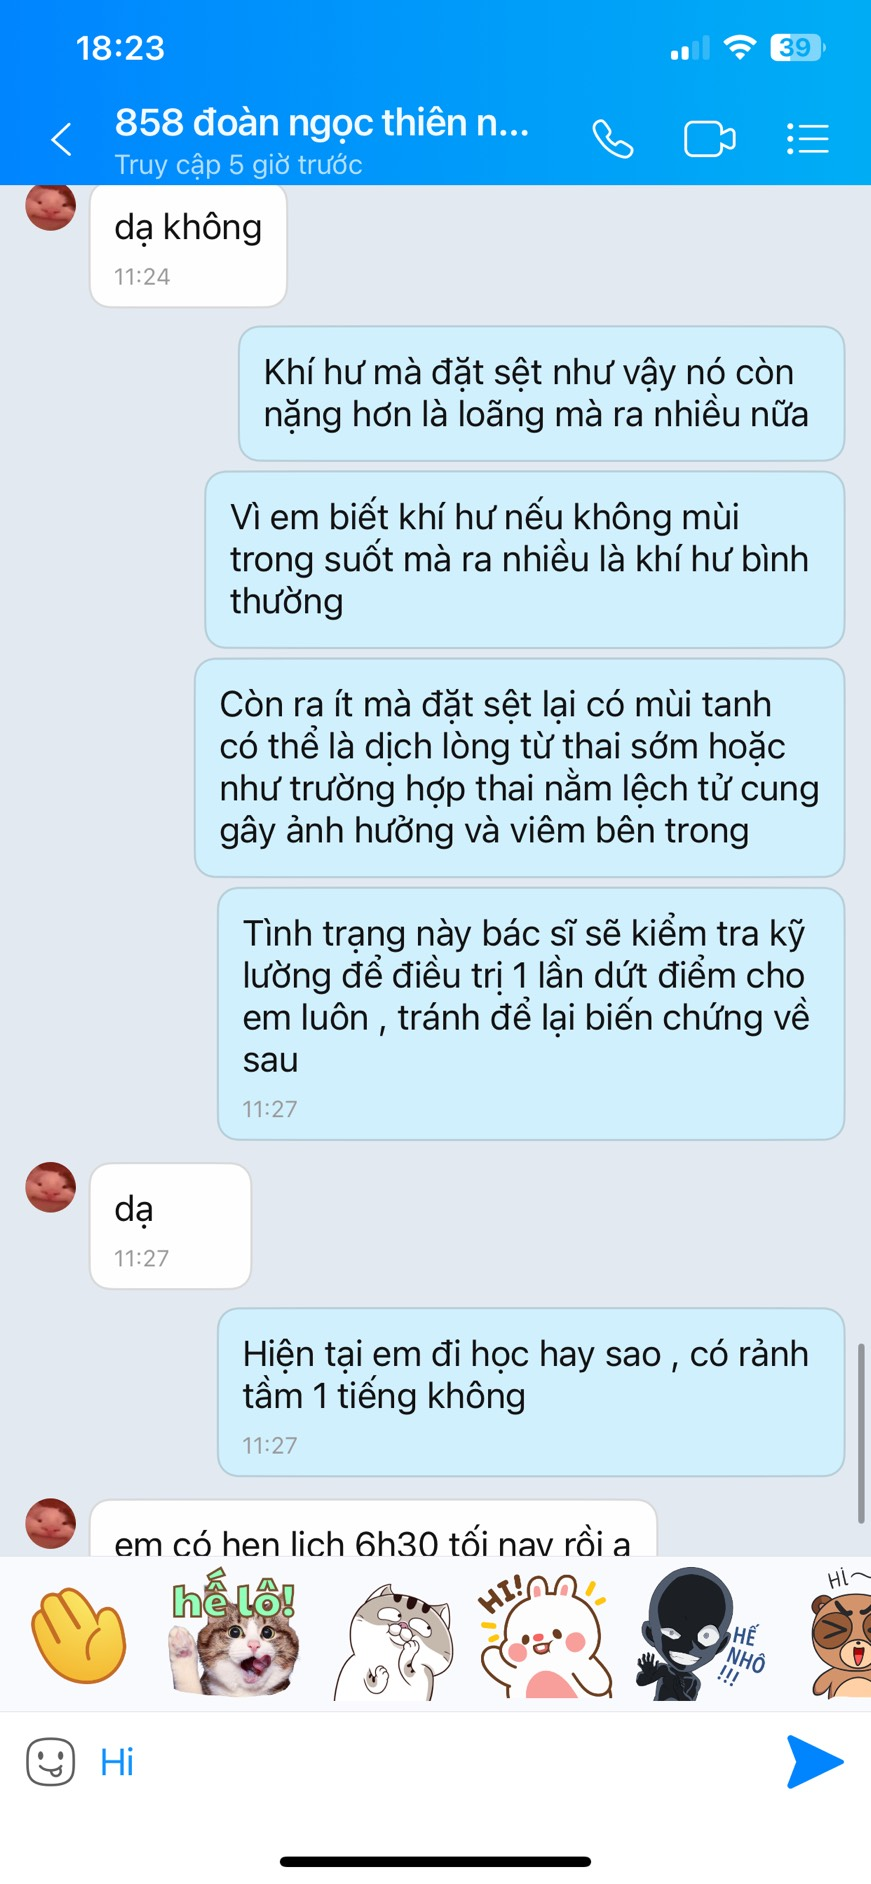 18:23
39
858 đoàn ngọc thiên n...
Truy cập 5 giờ trước
dạ không
11:24
Khí hư mà đặt sệt như vậy nó còn
nặng hơn là loãng mà ra nhiều nữa
Vì em biết khí hư nếu không mùi
trong suốt mà ra nhiều là khí hư bình
thường
Còn ra ít mà đặt sệt lại có mùi tanh
có thể là dịch lòng từ thai sớm hoặc
như trường hợp thai nằm lệch tử cung
gây ảnh hưởng và viêm bên trong
Tình trạng này bác sĩ sẽ kiểm tra kỹ
lường để điều trị 1 lần dứt điểm cho
em luôn , tránh để lại biến chứng về
sau
11:27
dạ
11:27
Hiện tại em đi học hay sao , có rảnh
tầm 1 tiếng không
11:27
em có hẹn lịch 6h30 tối nay rồi ạ
hế lô!
HI!
HẾ
NHÔ
!!!
Hi~
Hi